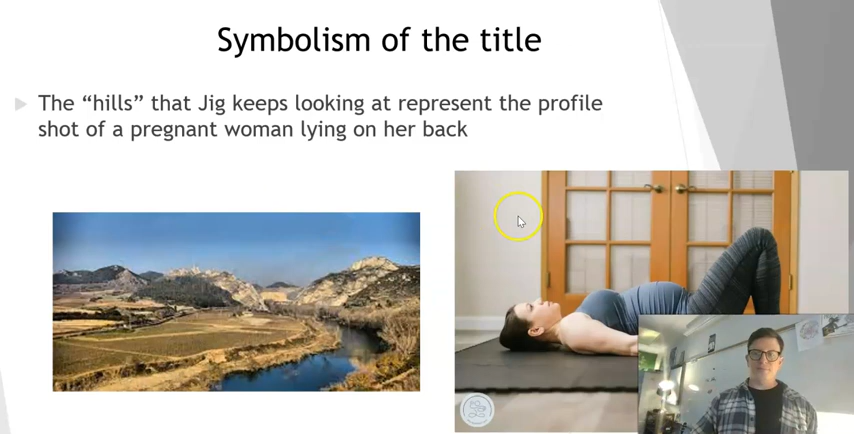 Symbolism of the title
The “hills” that Jig keeps looking at represent the profile
shot of a pregnant woman lying on her back